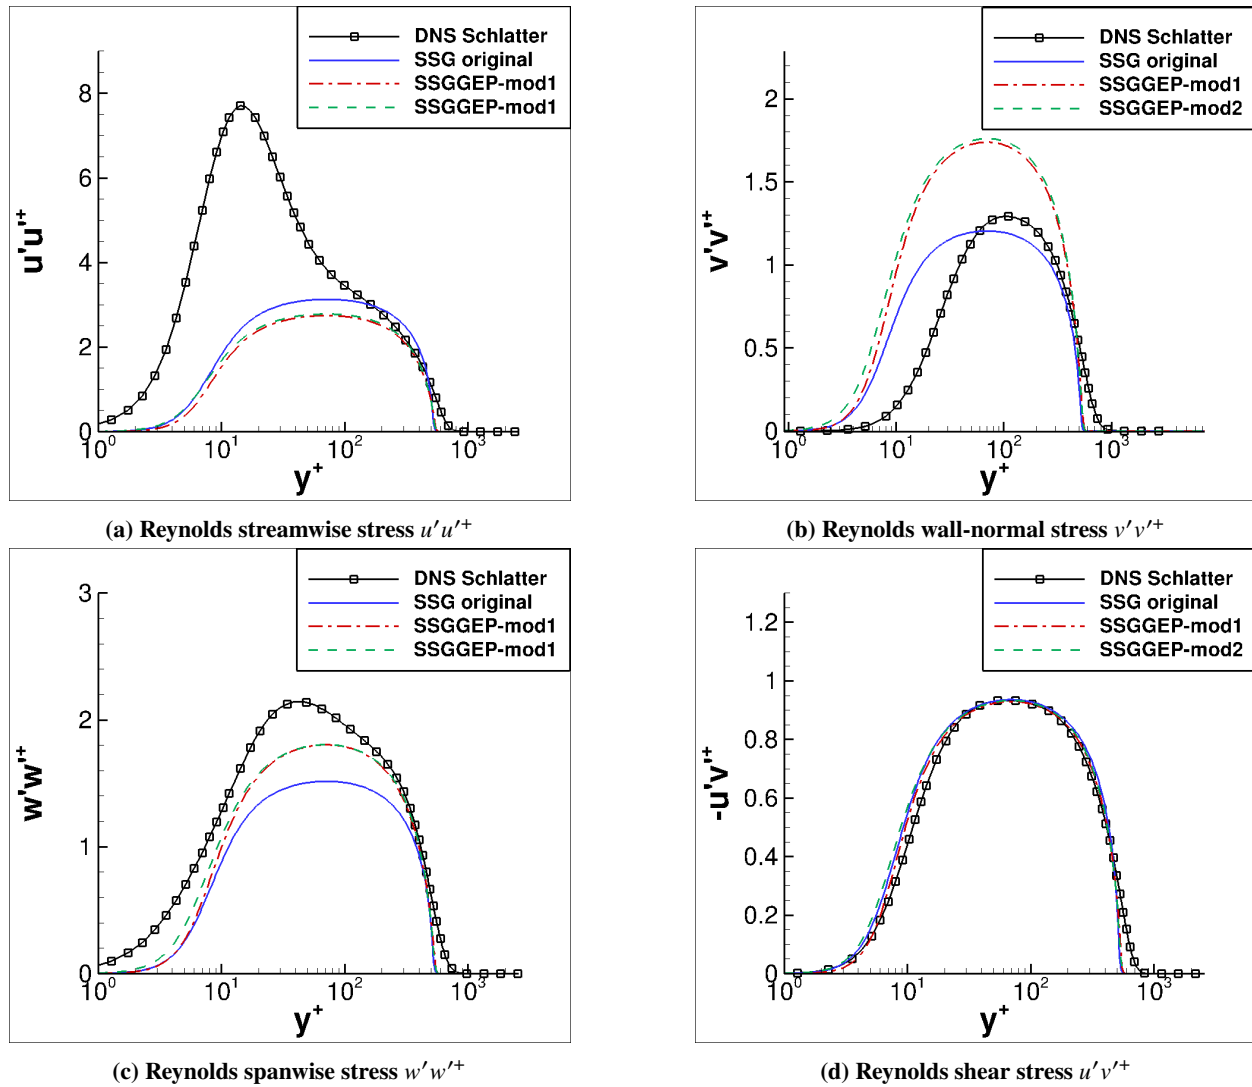 DNS Schlatter
SSG original
SSGGEP-mod1
SSGGEP-mod1
u'u'⁺
8
6
4
2
0
10⁰ 10¹ 10² 10³
y⁺
(a) Reynolds streamwise stress u′u′⁺
DNS Schlatter
SSG original
SSGGEP-mod1
SSGGEP-mod2
v'v'⁺
2
1.5
1
0.5
0
10⁰ 10¹ 10² 10³
y⁺
(b) Reynolds wall-normal stress v′v′⁺
DNS Schlatter
SSG original
SSGGEP-mod1
SSGGEP-mod1
w'w'⁺
3
2
1
0
10⁰ 10¹ 10² 10³
y⁺
(c) Reynolds spanwise stress w′w′⁺
DNS Schlatter
SSG original
SSGGEP-mod1
SSGGEP-mod2
-u'v'⁺
1.2
1
0.8
0.6
0.4
0.2
0
10⁰ 10¹ 10² 10³
y⁺
(d) Reynolds shear stress u′v′⁺